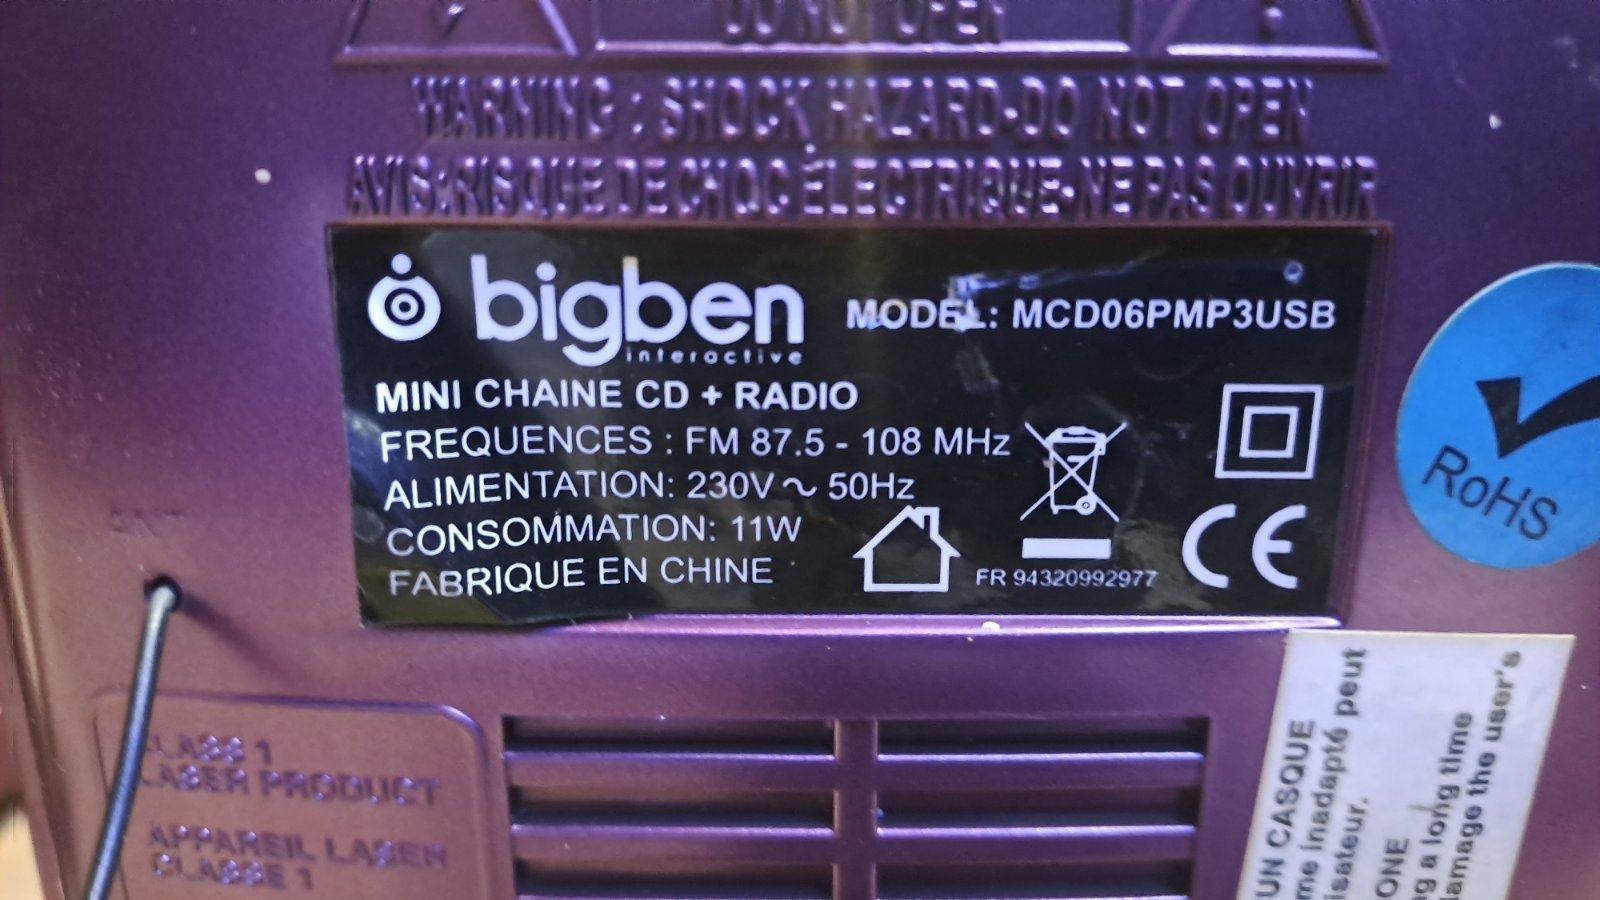 DO NOT OPEN
WARNING : SHOCK HAZARD-DO NOT OPEN
AVIS:RISQUE DE CHOC ÉLECTRIQUE-NE PAS OUVRIR
bigben
interactive
MODEL: MCD06PMP3USB
MINI CHAINE CD + RADIO
FREQUENCES : FM 87.5 - 108 MHz
ALIMENTATION: 230V ~ 50Hz
CONSOMMATION: 11W
FABRIQUE EN CHINE
FR 94320992977
CE
RoHS
CLASS 1
LASER PRODUCT
APPAREIL LASER
CLASSE 1
UN CASQUE
inadapté peut
ONE
a long time
the user's